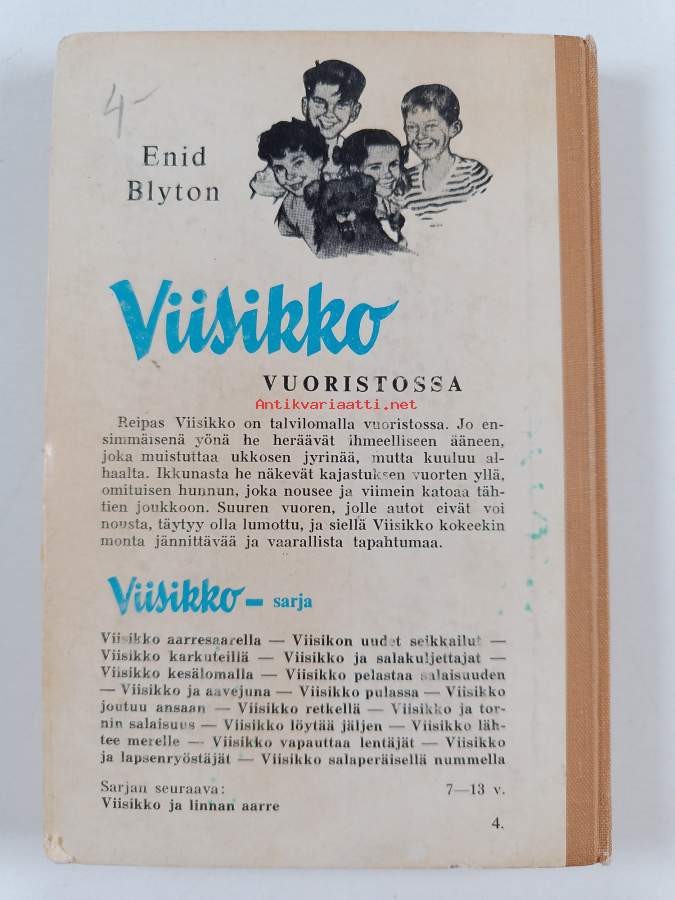 4-
Enid
Blyton
Viisikko
VUORISTOSSA
Antikvariaatti.net
Reipas Viisikko on talvilomalla vuoristossa. Jo en-
simmäisenä yönä he heräävät ihmeelliseen ääneen,
joka muistuttaa ukkosen jyrinää, mutta kuuluu al-
haalta. Ikkunasta he näkevät kajastuksen vuorten yllä,
omituisen hunnun, joka nousee ja viimein katoaa täh-
tien joukkoon. Suuren vuoren, jolle autot eivät voi
nousta, täytyy olla lumottu, ja siellä Viisikko kokeekin
monta jännittävää ja vaarallista tapahtumaa.
Viisikko — sarja
Viisikko aarresaarella — Viisikon uudet seikkailut —
Viisikko karkuteillä — Viisikko ja salakuljettajat —
Viisikko kesälomalla — Viisikko pelastaa salaisuuden
— Viisikko ja aavejuna — Viisikko pulassa — Viisikko
joutuu ansaan — Viisikko retkellä — Viisikko ja tor-
nin salaisuus — Viisikko löytää jäljen — Viisikko läh-
tee merelle — Viisikko vapauttaa lentäjät — Viisikko
ja lapsenryöstäjät — Viisikko salaperäisellä nummella
Sarjan seuraava: 7—13 v.
Viisikko ja linnan aarre
4.